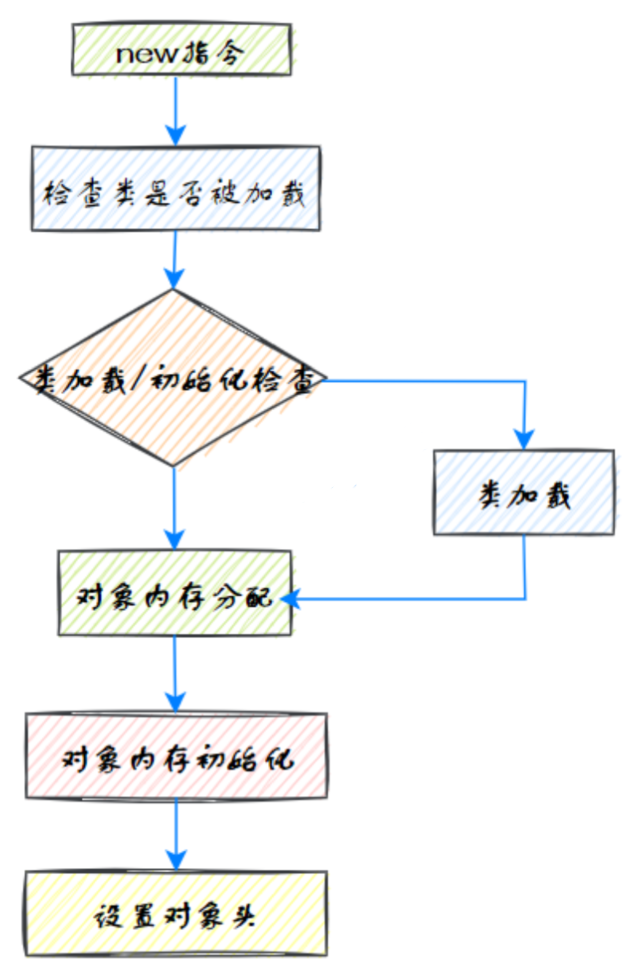 new指令
检查类是否被加载
类加载/初始化检查
类加载
对象内存分配
对象内存初始化
设置对象头